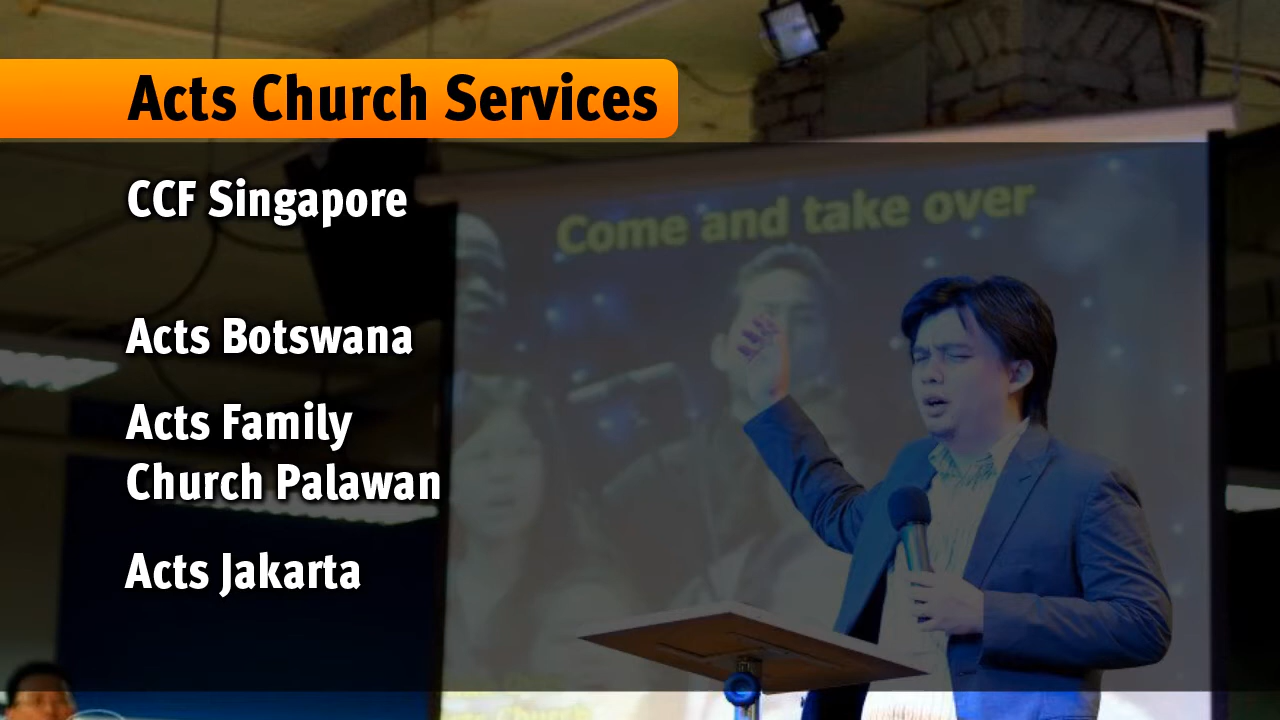 Acts Church Services
CCF Singapore
Come and take over
Acts Botswana
Acts Family
Church Palawan
Acts Jakarta